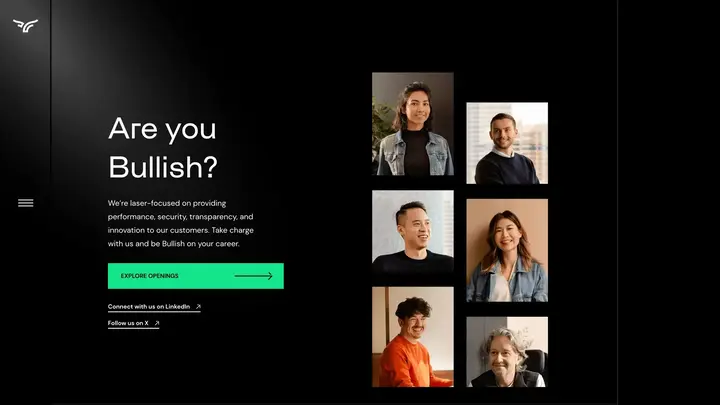 Are you
Bullish?
We're laser-focused on providing
performance, security, transparency, and
innovation to our customers. Take charge
with us and be Bullish on your career.
EXPLORE OPENINGS
Connect with us on LinkedIn
Follow us on X